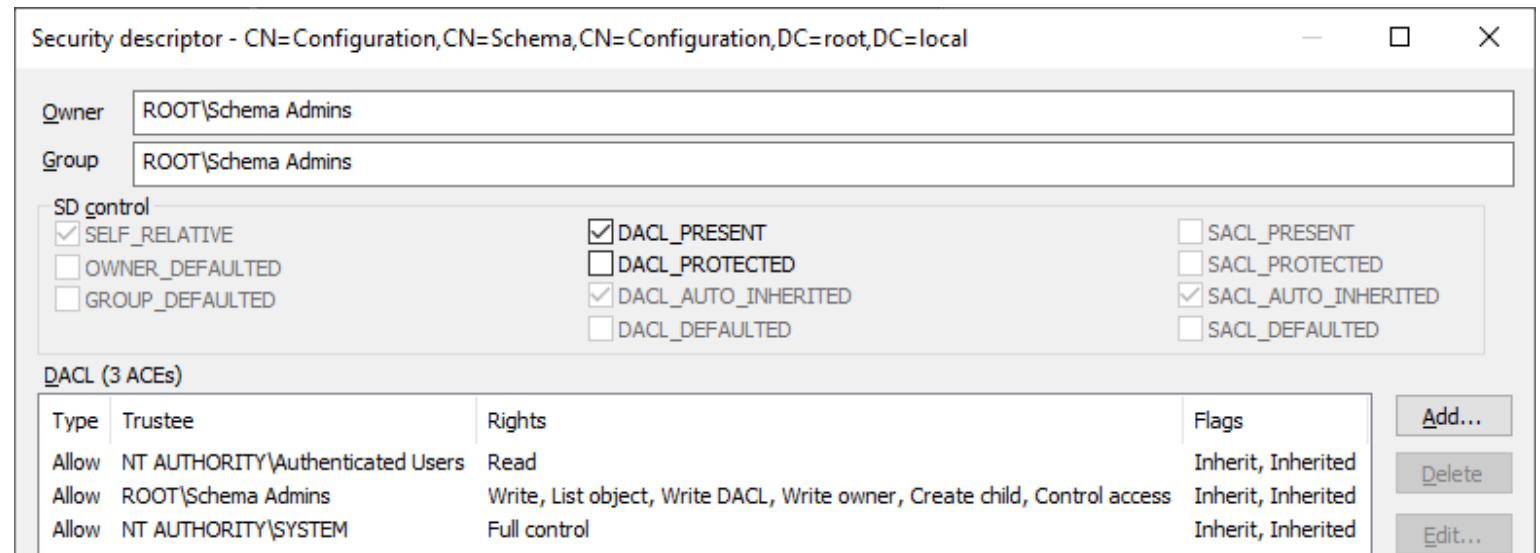 Security descriptor - CN=Configuration,CN=Schema,CN=Configuration,DC=root,DC=local
Owner ROOT\Schema Admins
Group ROOT\Schema Admins
SD control
SELF_RELATIVE DACL_PRESENT SACL_PRESENT
OWNER_DEFAULTED DACL_PROTECTED SACL_PROTECTED
GROUP_DEFAULTED DACL_AUTO_INHERITED SACL_AUTO_INHERITED
DACL_DEFAULTED SACL_DEFAULTED
DACL (3 ACEs)
Type Trustee Rights Flags Add...
Allow NT AUTHORITY\Authenticated Users Read Inherit, Inherited
Delete
Allow ROOT\Schema Admins Write, List object, Write DACL, Write owner, Create child, Control access Inherit, Inherited
Allow NT AUTHORITY\SYSTEM Full control Inherit, Inherited
Edit...